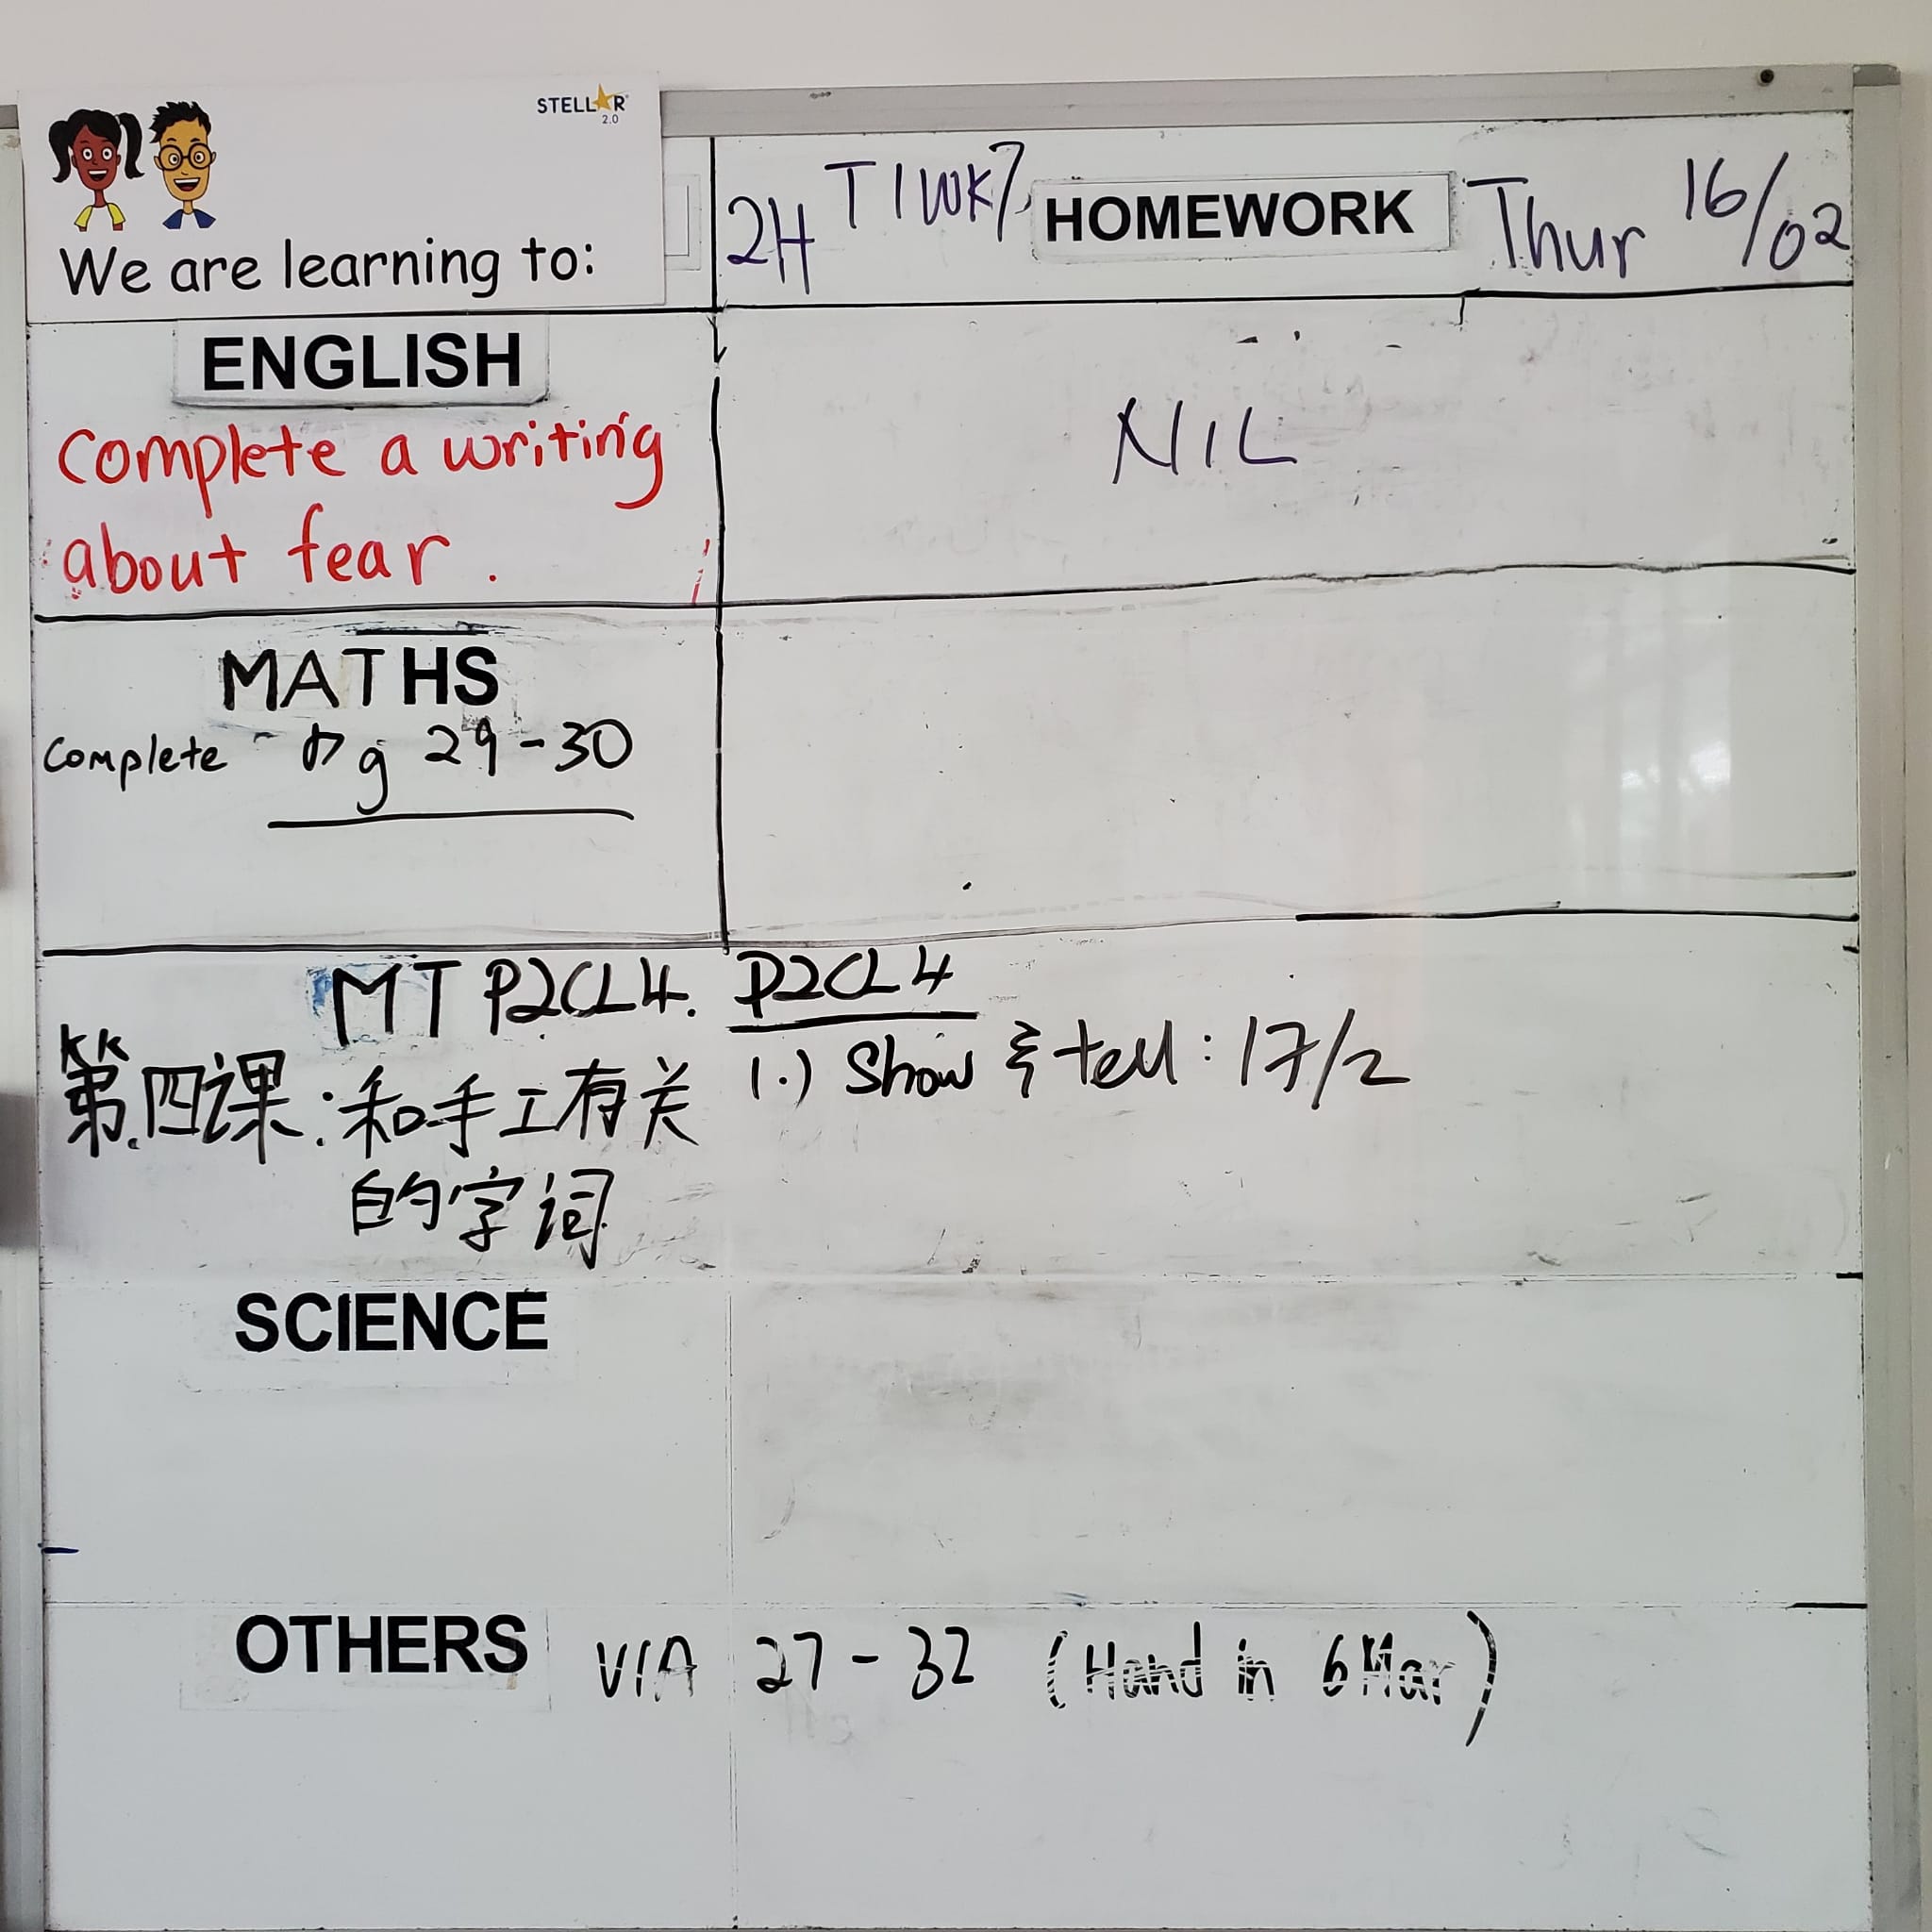 STELLAR 2.0
We are learning to:
2H T1WK7 HOMEWORK Thur 16/02
ENGLISH
Complete a writing
about fear.
NIL
MATHS
Complete Pg 29-30
MT P2CL4.
第四课:和手工有关
的字词
P2CL4
1.) Show & tell: 17/2
SCIENCE
OTHERS VIA 27-32 (Hand in 6 Mar)